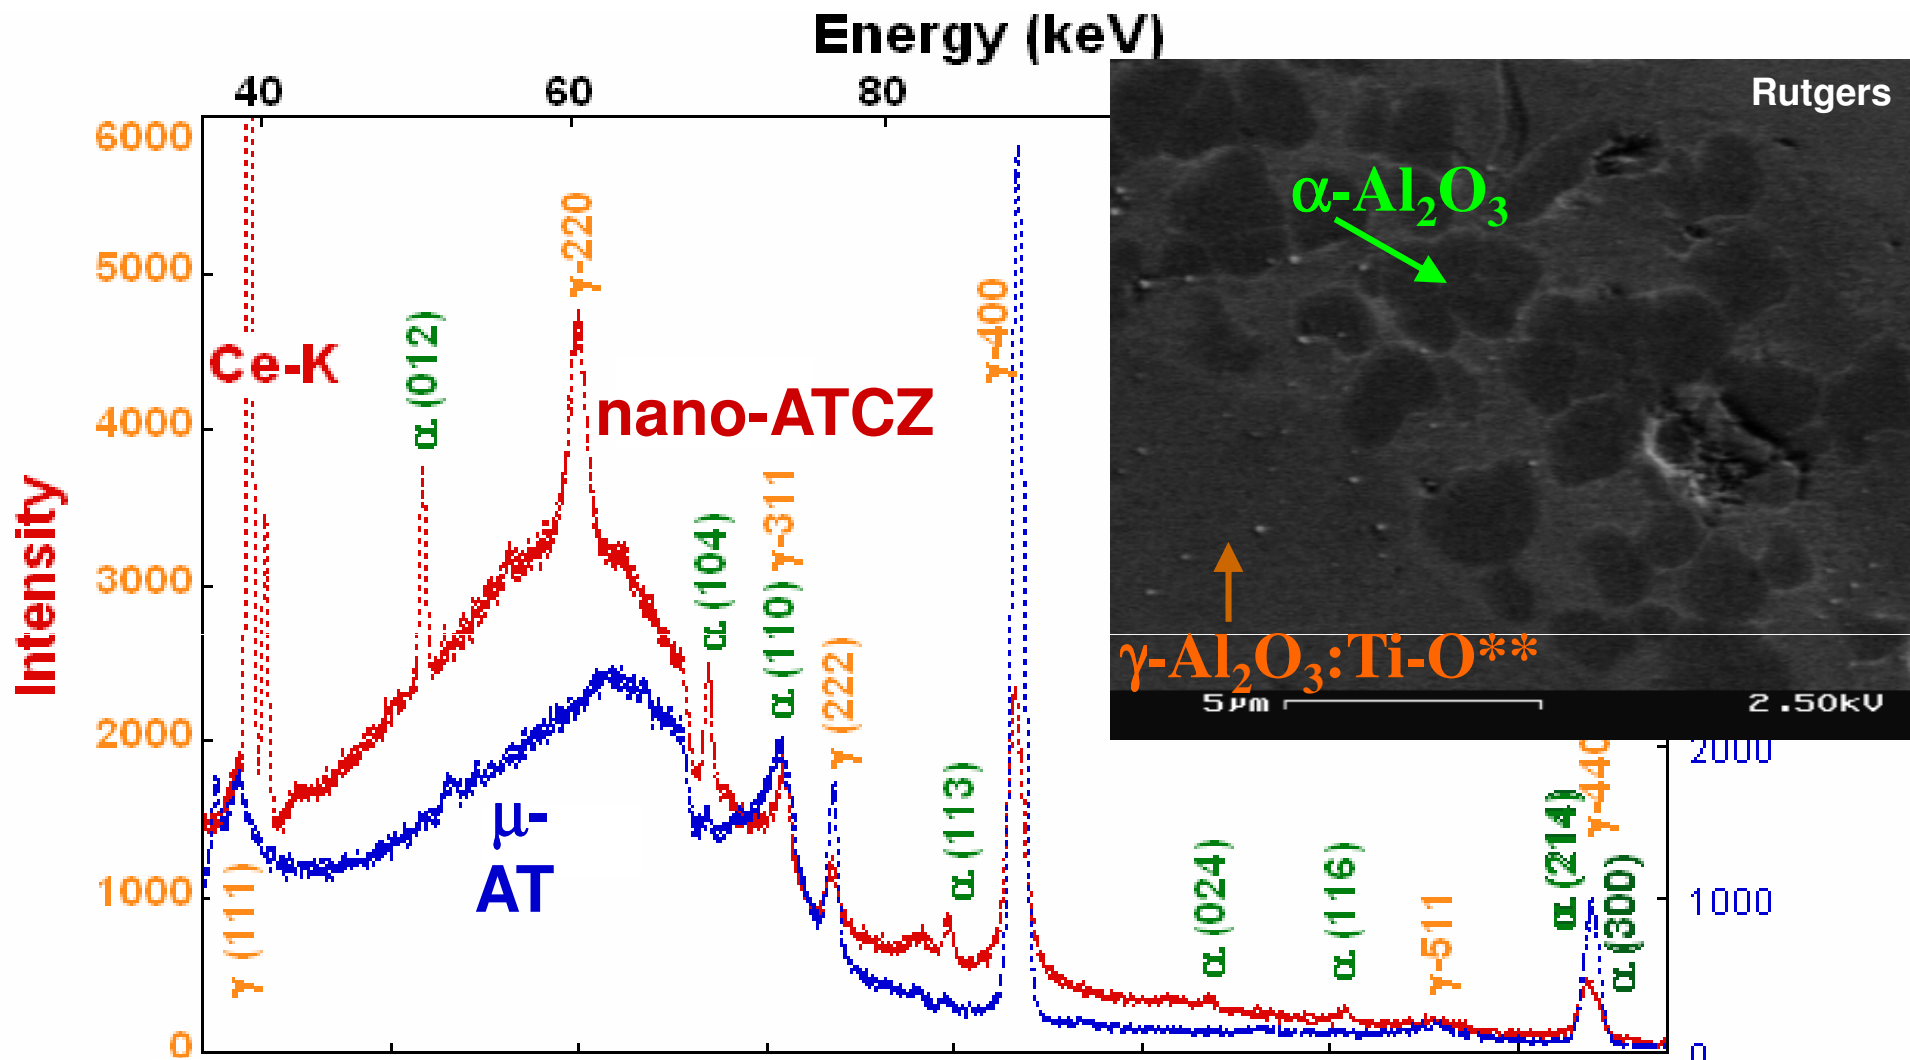 Energy (keV)
40
60
80
Rutgers
6000
5000
4000
3000
2000
1000
0
Intensity
Ce-K
α (012)
γ-220
nano-ATCZ
γ-400
α-Al2O3
γ-Al2O3:Ti-O**
5µm
2.50kV
α (104)
α (110) γ-311
γ (222)
μ-
AT
γ (111)
α (113)
α (024)
α (116)
γ-511
α (214)
γ-440
α (300)
2000
1000
0